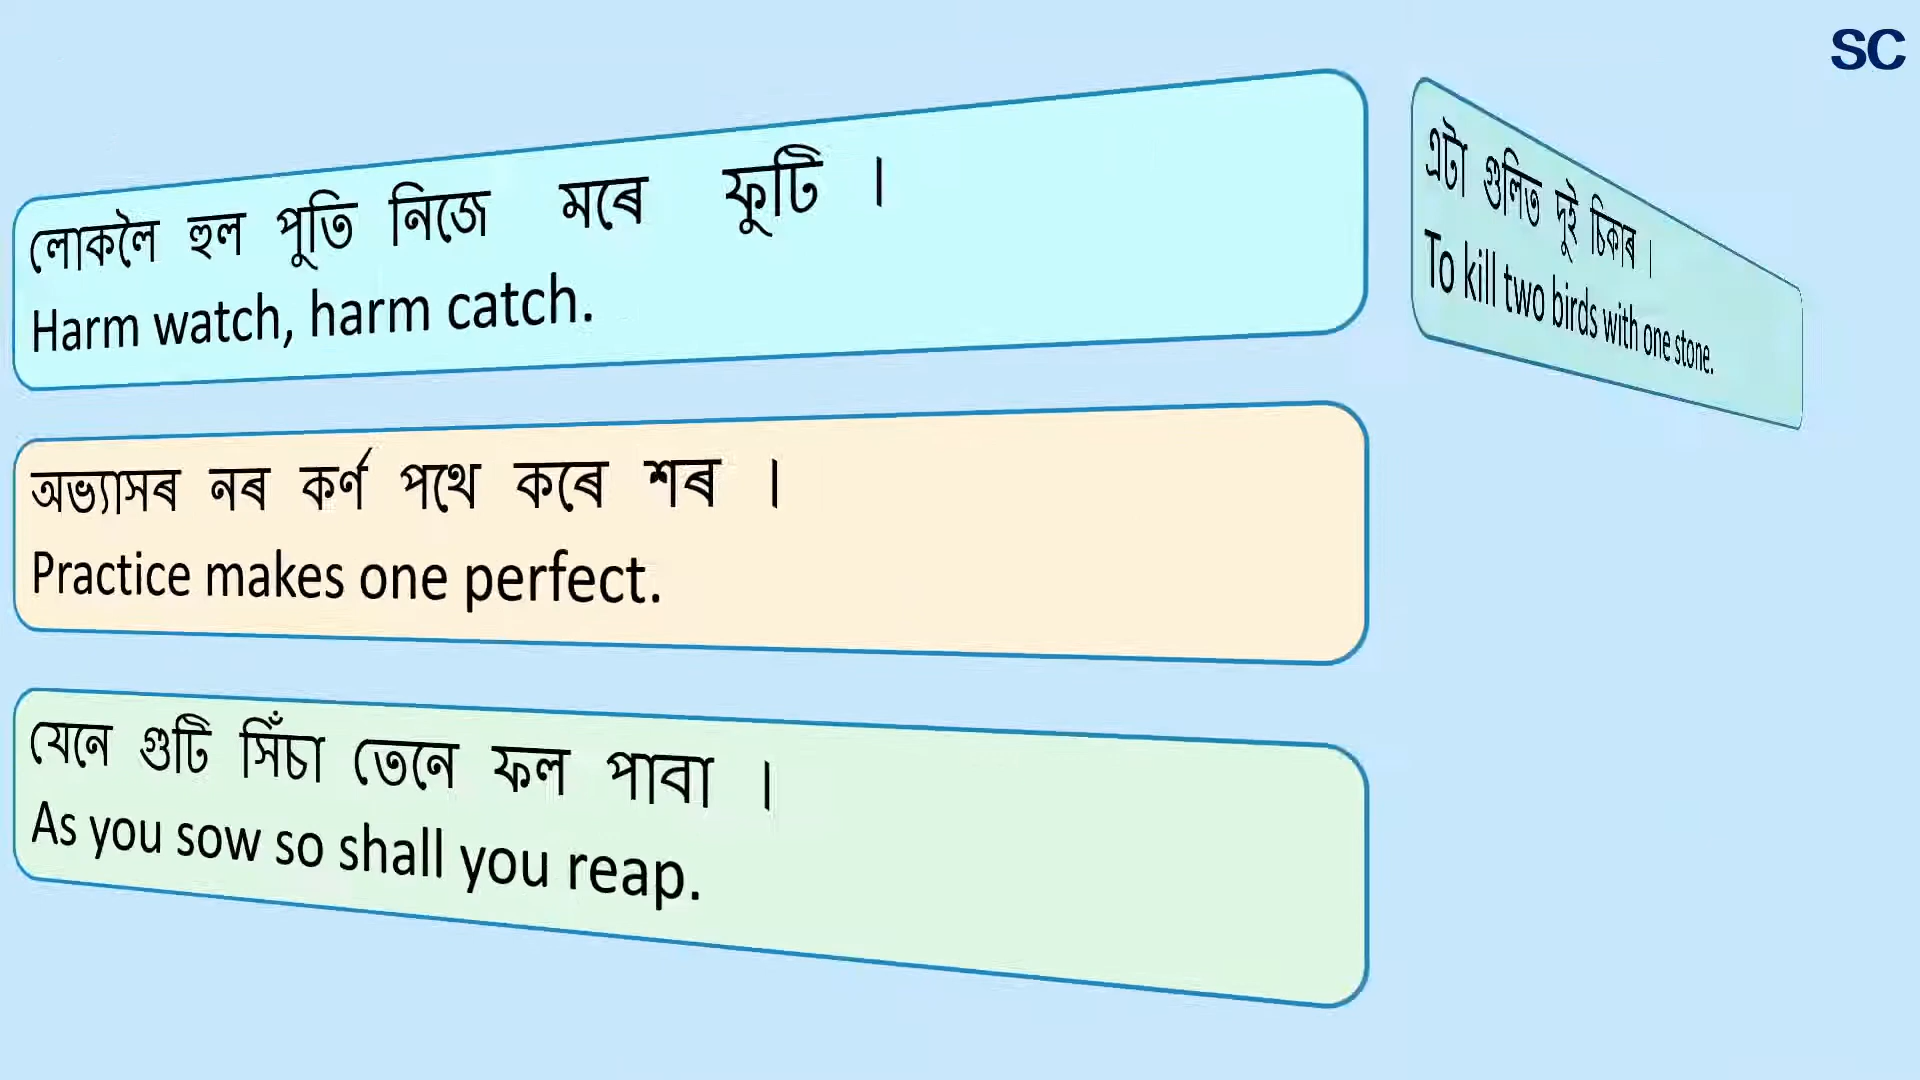 লোকলৈ হুল পুতি নিজে মৰে ফুটি ।
Harm watch, harm catch.
অভ্যাসৰ নৰ কৰ্ণ পথে কৰে শৰ ।
Practice makes one perfect.
যেনে গুটি সিঁচা তেনে ফল পাবা ।
As you sow so shall you reap.
SC
এটা গুলিত দুই চিকাৰ ।
To kill two birds with one stone.